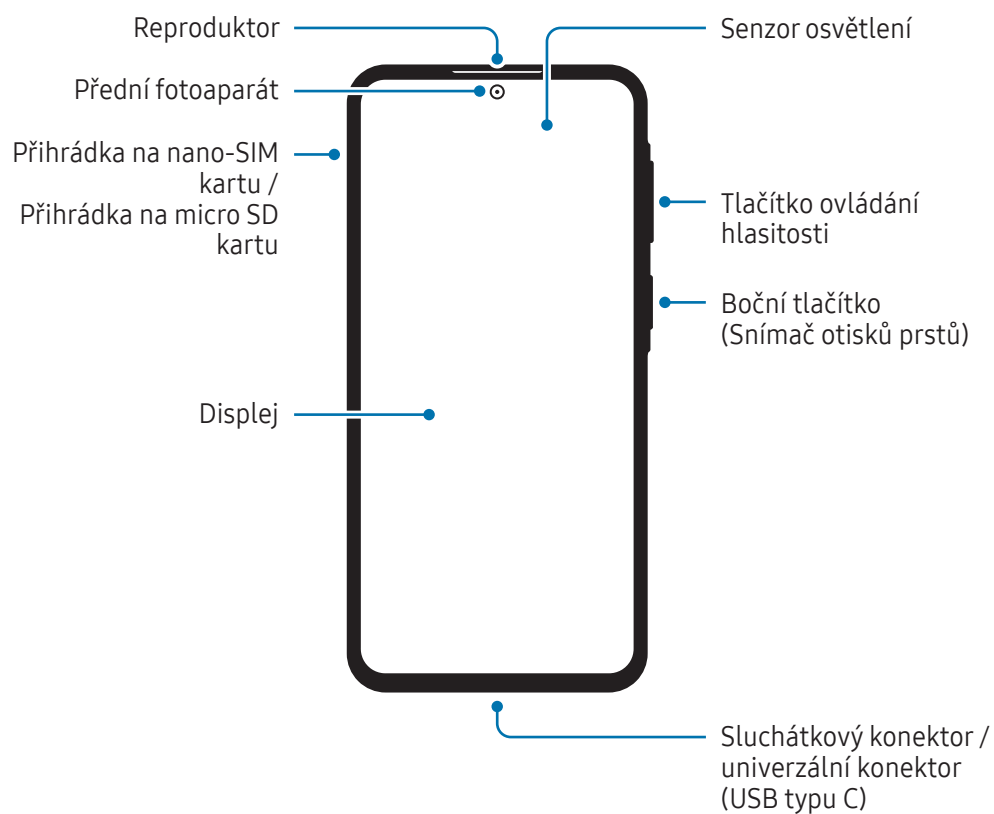 Reproduktor
Přední fotoaparát
Přihrádka na nano-SIM
kartu /
Přihrádka na micro SD
kartu
Displej
Senzor osvětlení
Tlačítko ovládání
hlasitosti
Boční tlačítko
(Snímač otisků prstů)
Sluchátkový konektor /
univerzální konektor
(USB typu C)